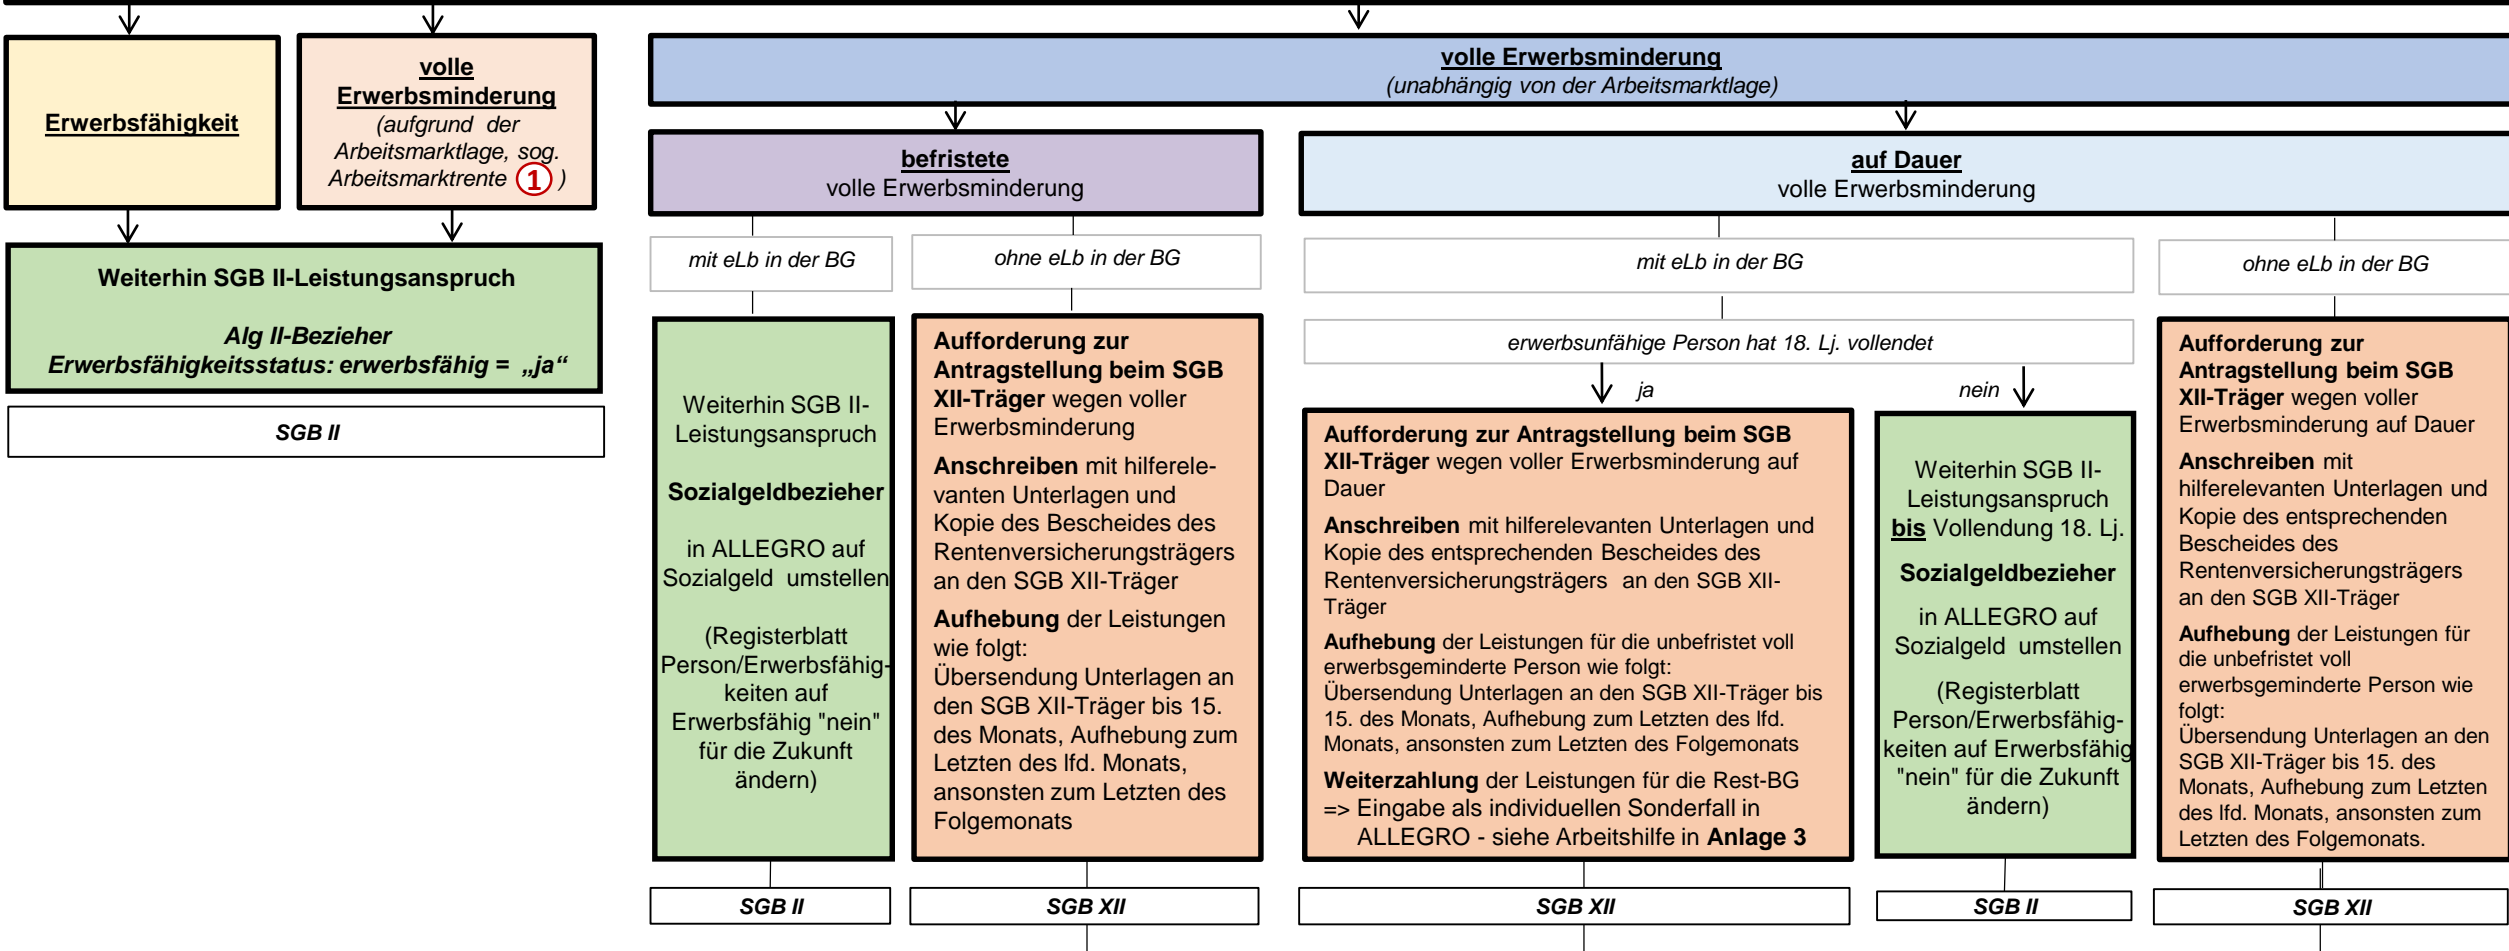 Erwerbsfähigkeit
volle
Erwerbsminderung
(aufgrund der
Arbeitsmarktlage, sog.
Arbeitsmarktrente 1 )
Weiterhin SGB II-Leistungsanspruch
Alg II-Bezieher
Erwerbsfähigkeitsstatus: erwerbsfähig = „ja“
SGB II
volle Erwerbsminderung
(unabhängig von der Arbeitsmarktlage)
befristete
volle Erwerbsminderung
mit eLb in der BG
Weiterhin SGB II-
Leistungsanspruch
Sozialgeldbezieher
in ALLEGRO auf
Sozialgeld umstellen
(Registerblatt
Person/Erwerbsfähig-
keiten auf
Erwerbsfähig "nein"
für die Zukunft
ändern)
SGB II
ohne eLb in der BG
Aufforderung zur
Antragstellung beim SGB
XII-Träger wegen voller
Erwerbsminderung
Anschreiben mit hilferele-
vanten Unterlagen und
Kopie des Bescheides des
Rentenversicherungsträgers
an den SGB XII-Träger
Aufhebung der Leistungen
wie folgt:
Übersendung Unterlagen an
den SGB XII-Träger bis 15.
des Monats, Aufhebung zum
Letzten des lfd. Monats,
ansonsten zum Letzten des
Folgemonats
SGB XII
auf Dauer
volle Erwerbsminderung
mit eLb in der BG
erwerbsunfähige Person hat 18. Lj. vollendet
ja
Aufforderung zur Antragstellung beim SGB
XII-Träger wegen voller Erwerbsminderung auf
Dauer
Anschreiben mit hilferelevanten Unterlagen und
Kopie des entsprechenden Bescheides des
Rentenversicherungsträgers an den SGB XII-
Träger
Aufhebung der Leistungen für die unbefristet voll
erwerbsgeminderte Person wie folgt:
Übersendung Unterlagen an den SGB XII-Träger bis
15. des Monats, Aufhebung zum Letzten des lfd.
Monats, ansonsten zum Letzten des Folgemonats
Weiterzahlung der Leistungen für die Rest-BG
=> Eingabe als individuellen Sonderfall in
ALLEGRO - siehe Arbeitshilfe in Anlage 3
SGB XII
nein
Weiterhin SGB II-
Leistungsanspruch
bis Vollendung 18. Lj.
Sozialgeldbezieher
in ALLEGRO auf
Sozialgeld umstellen
(Registerblatt
Person/Erwerbsfähig-
keiten auf Erwerbsfähig
"nein" für die Zukunft
ändern)
SGB II
ohne eLb in der BG
Aufforderung zur
Antragstellung beim SGB
XII-Träger wegen voller
Erwerbsminderung auf Dauer
Anschreiben mit
hilferelevanten Unterlagen und
Kopie des entsprechenden
Bescheides des
Rentenversicherungsträgers
an den SGB XII-Träger
Aufhebung der Leistungen für
die unbefristet voll
erwerbsgeminderte Person wie
folgt:
Übersendung Unterlagen an den
SGB XII-Träger bis 15. des
Monats, Aufhebung zum Letzten
des lfd. Monats, ansonsten zum
Letzten des Folgemonats.
SGB XII